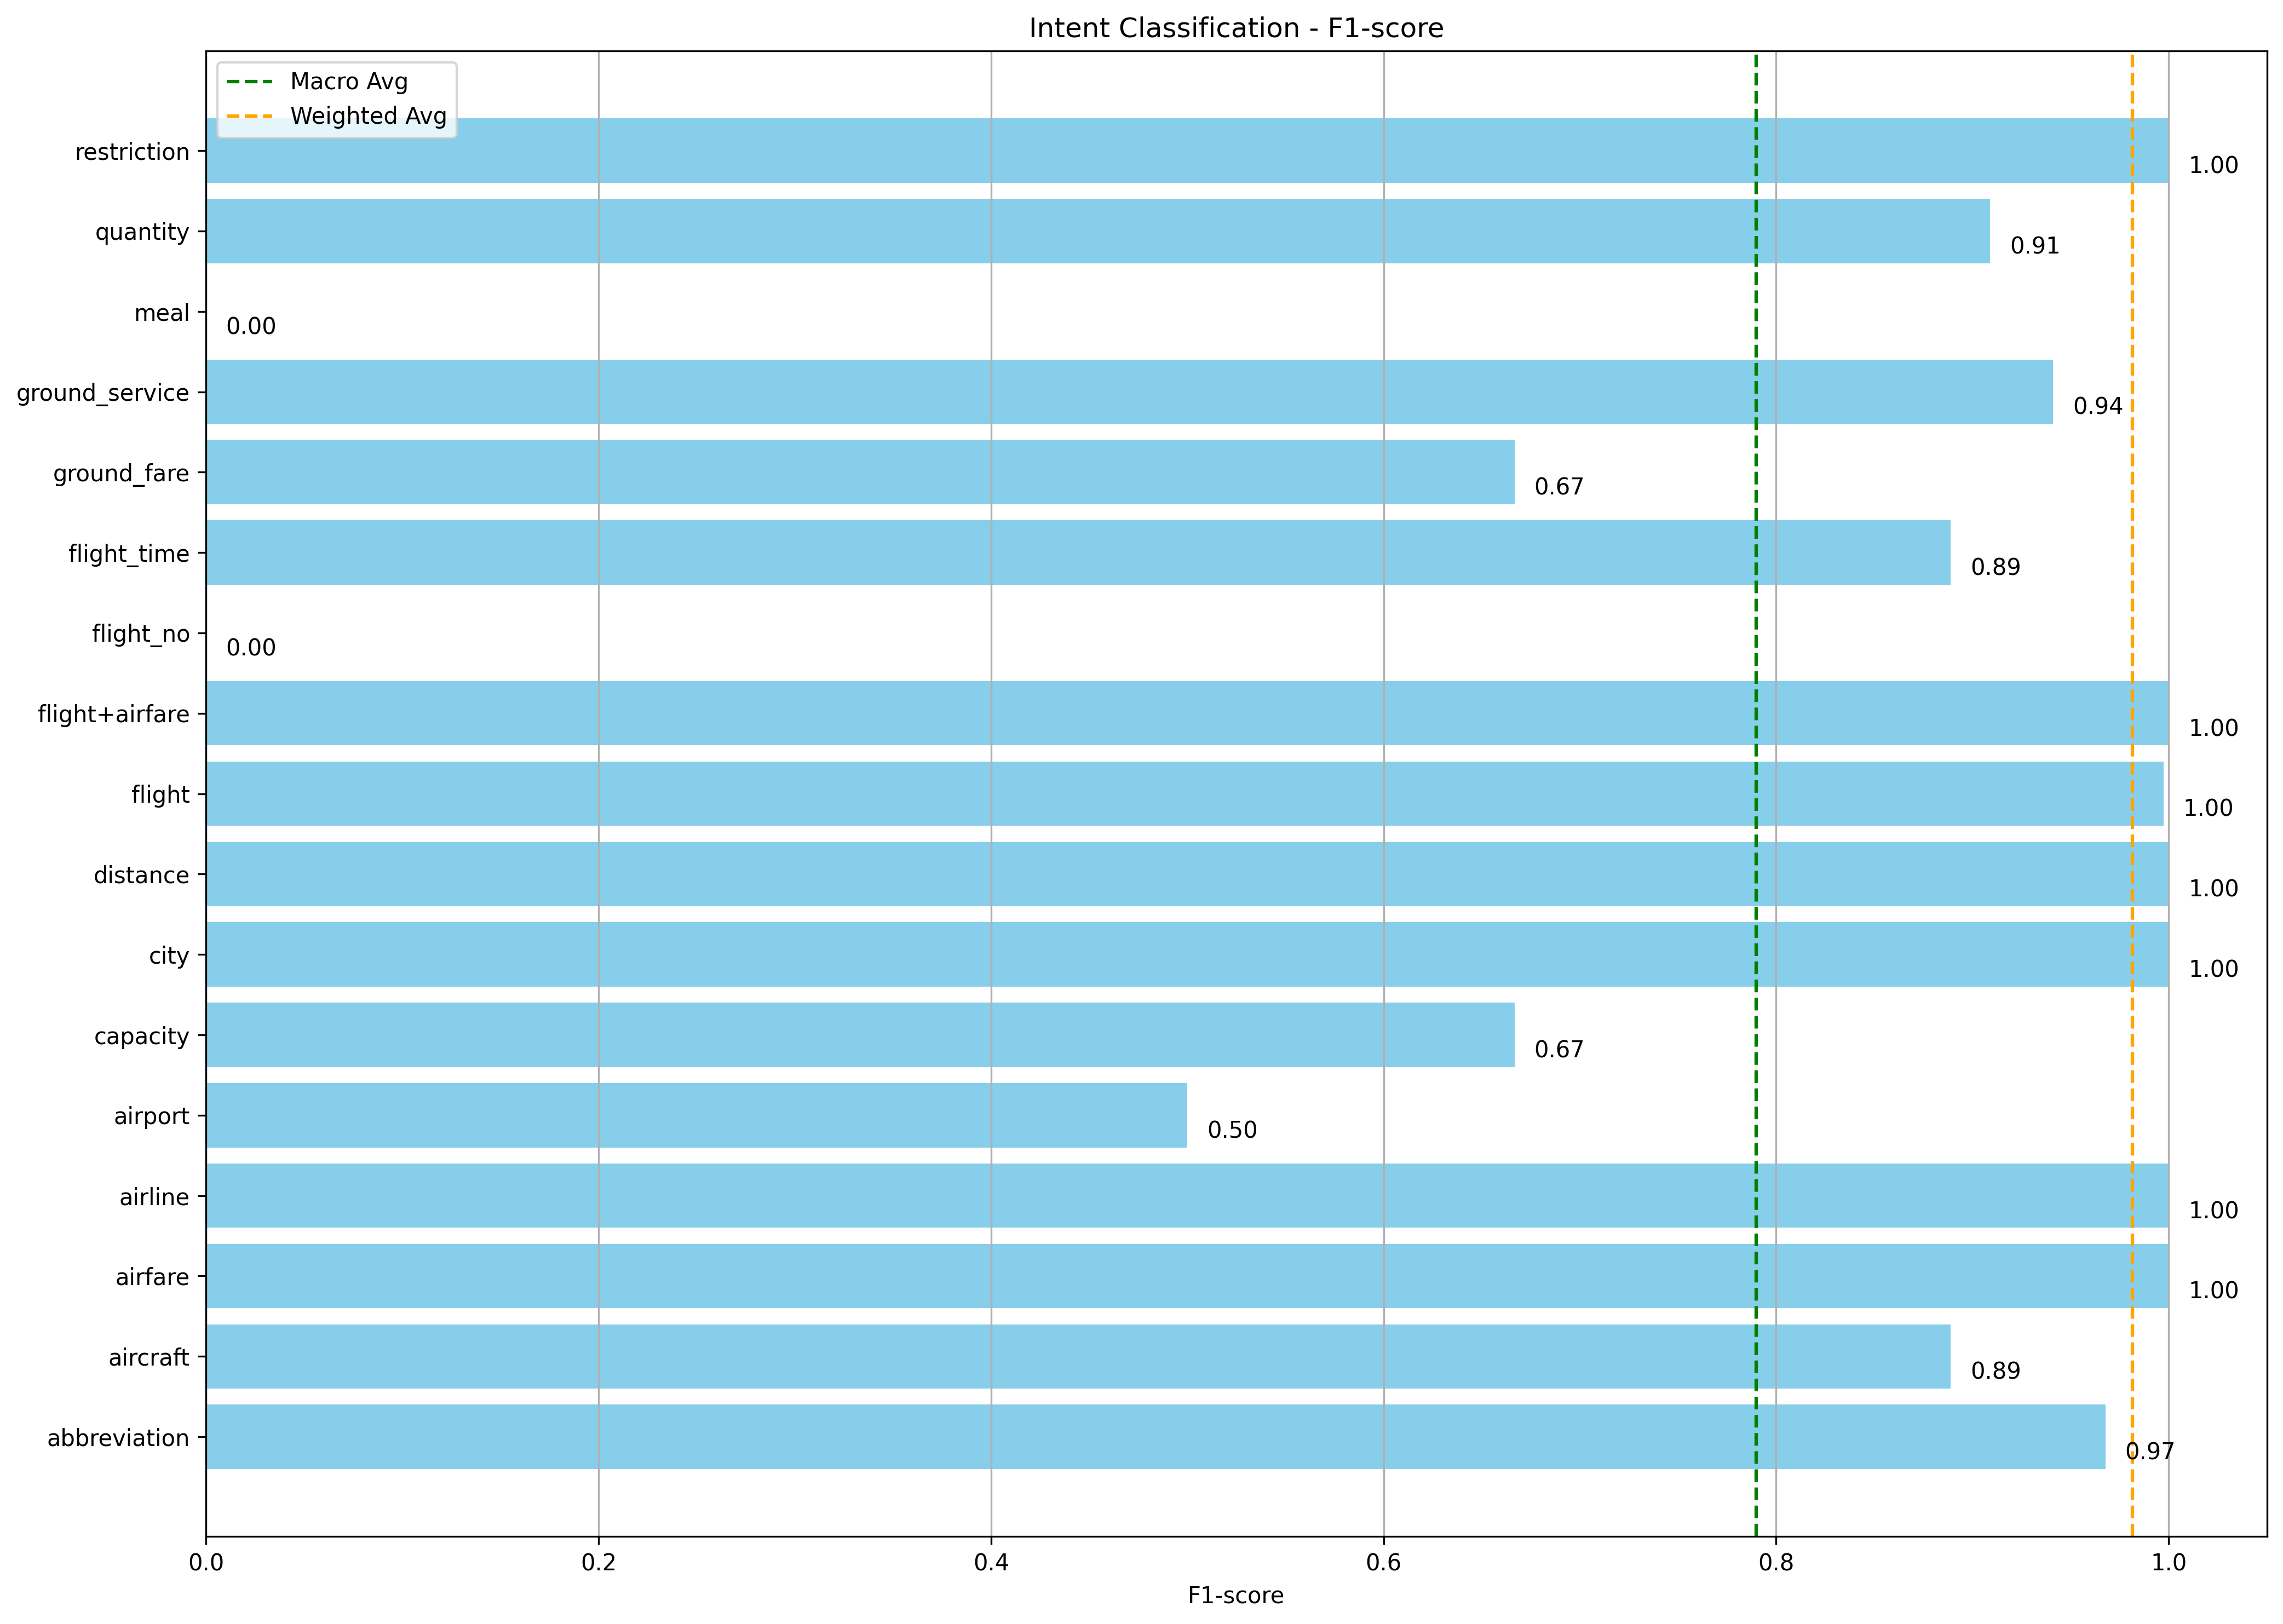 Intent Classification - F1-score
Macro Avg
Weighted Avg
restriction
1.00
quantity
0.91
meal
0.00
ground_service
0.94
ground_fare
0.67
flight_time
0.89
flight_no
0.00
flight+airfare
1.00
flight
1.00
distance
1.00
city
1.00
capacity
0.67
airport
0.50
airline
1.00
airfare
1.00
aircraft
0.89
abbreviation
0.97
0.0 0.2 0.4 0.6 0.8 1.0
F1-score